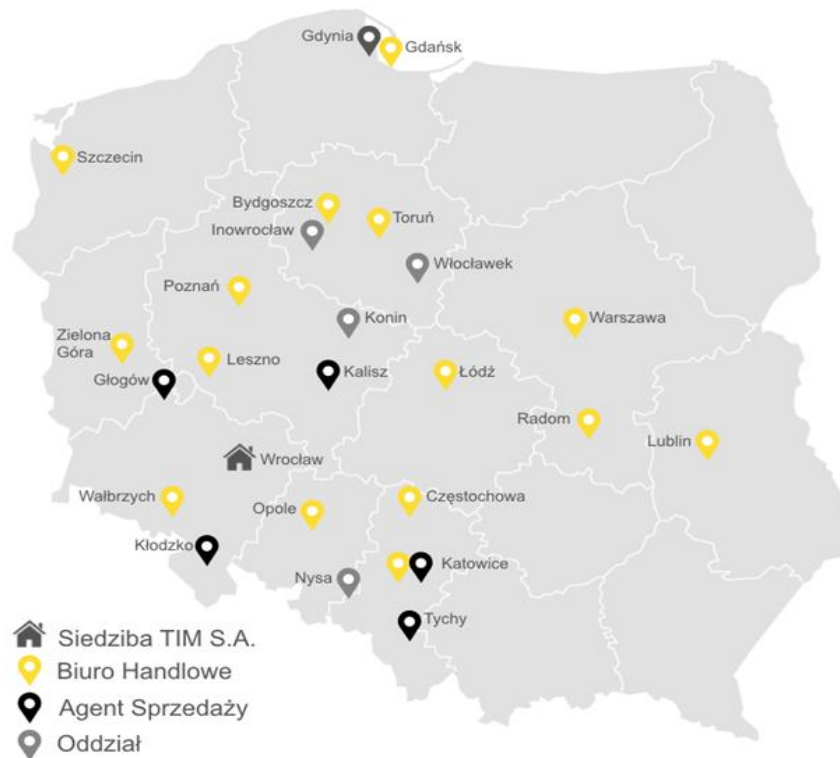 Gdynia
Gdańsk
Szczecin
Bydgoszcz
Toruń
Inowrocław
Włocławek
Poznań
Konin
Warszawa
Zielona
Góra
Leszno
Głogów
Kalisz
Łódź
Radom
Lublin
Wrocław
Wałbrzych
Opole
Częstochowa
Kłodzko
Nysa
Katowice
Tychy
Siedziba TIM S.A.
Biuro Handlowe
Agent Sprzedaży
Oddział